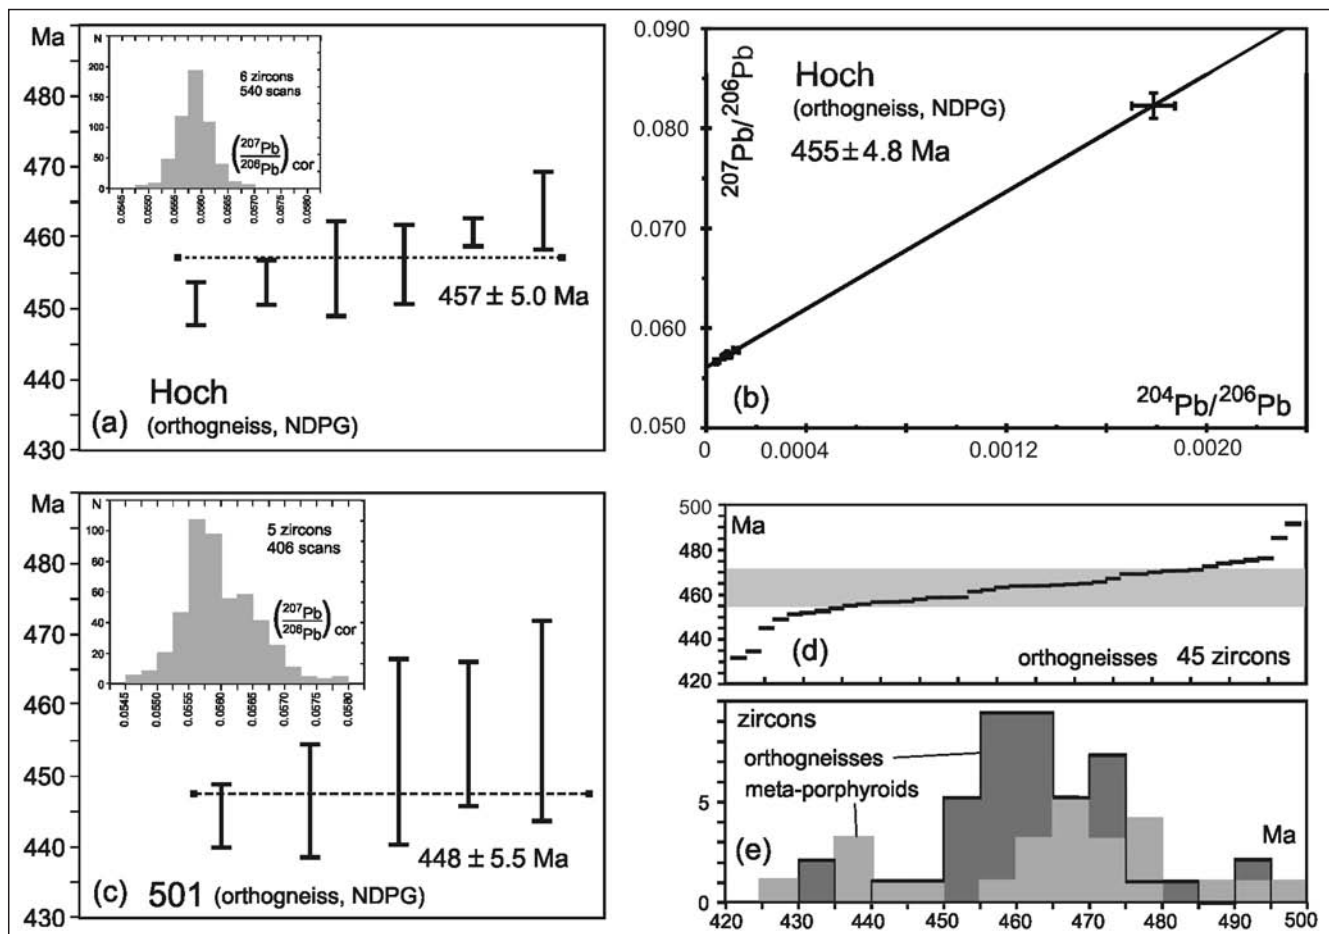 Ma
480
470
460
450
440
430
N
200
150
100
50
0
6 zircons
540 scans
(207Pb/206Pb) cor
0.0545
0.0550
0.0555
0.0560
0.0565
0.0570
0.0575
0.0580
457 ± 5.0 Ma
Hoch
(a) (orthogneiss, NDPG)
0.090
0.080
0.070
0.060
0.050
207Pb/206Pb
Hoch
(orthogneiss, NDPG)
455 ± 4.8 Ma
(b)
204Pb/206Pb
0 0.0004 0.0012 0.0020
Ma
480
470
460
450
440
430
N
100
80
60
40
20
0
5 zircons
406 scans
(207Pb/206Pb) cor
0.0545
0.0550
0.0555
0.0560
0.0565
0.0570
0.0575
0.0580
448 ± 5.5 Ma
(c) 501 (orthogneiss, NDPG)
500
480
460
440
420
Ma
(d)
orthogneisses 45 zircons
zircons
orthogneisses
meta-porphyroids
5
0
Ma
(e)
420 430 440 450 460 470 480 490 500